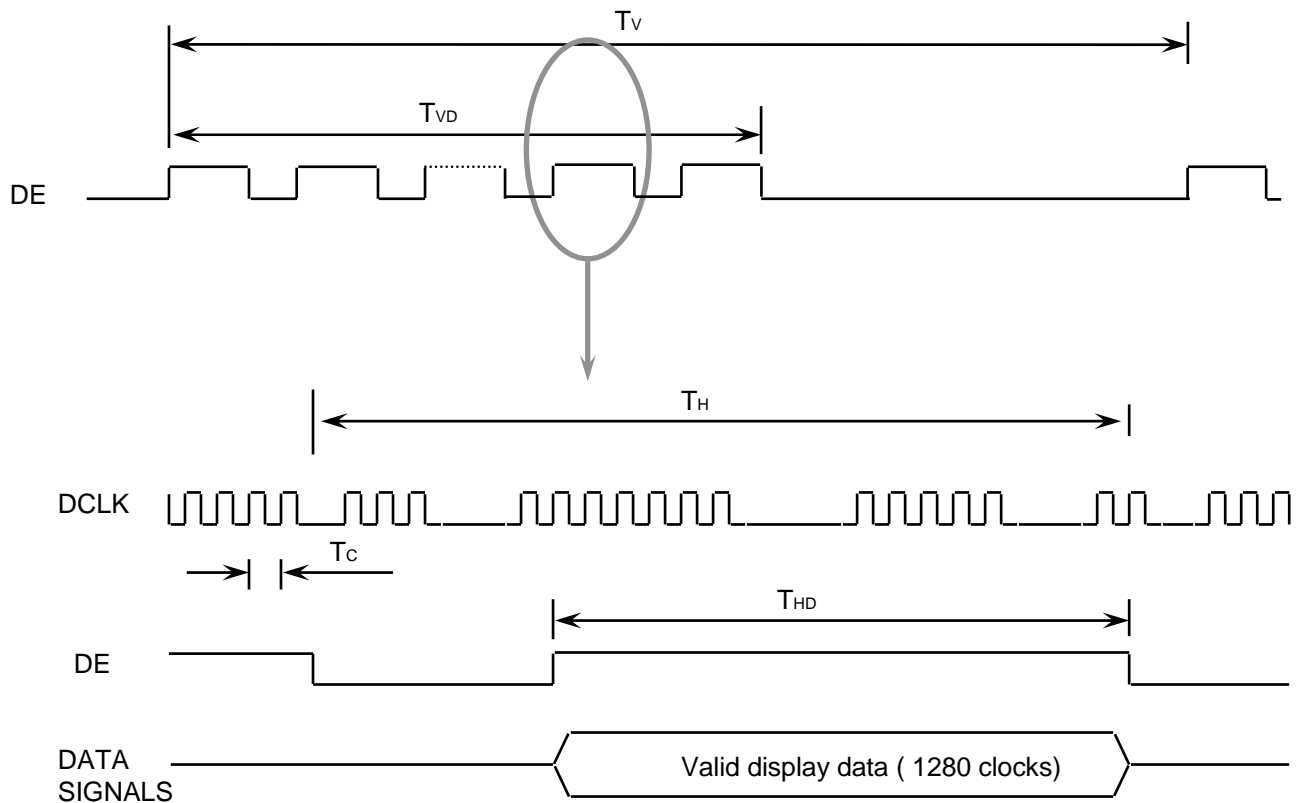 TV
TVD
DE
TH
DCLK
TC
THD
DE
DATA
SIGNALS
Valid display data ( 1280 clocks)